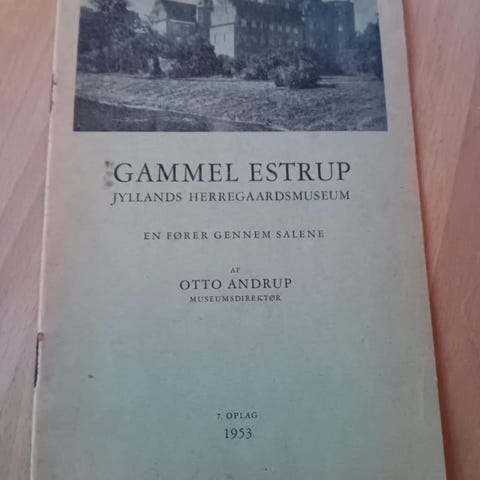 GAMMEL ESTRUP
JYLLANDS HERREGAARDSMUSEUM
EN FØRER GENNEM SALENE
AF
OTTO ANDRUP
MUSEUMSDIREKTØR
7. OPLAG
1953